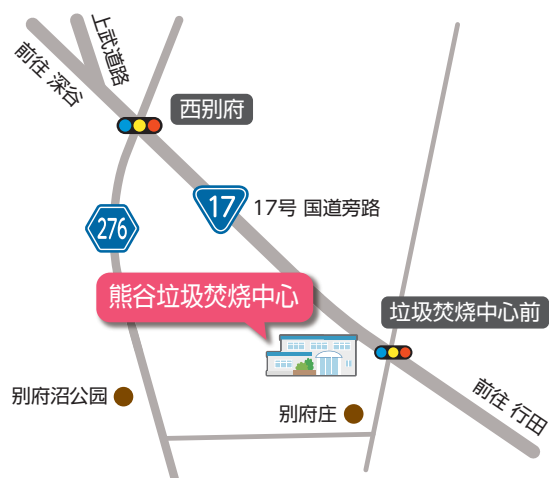 上武道路
前往 深谷
西别府
17
17号 国道旁路
276
熊谷垃圾焚烧中心
垃圾焚烧中心前
别府沼公园
别府庄
前往 行田